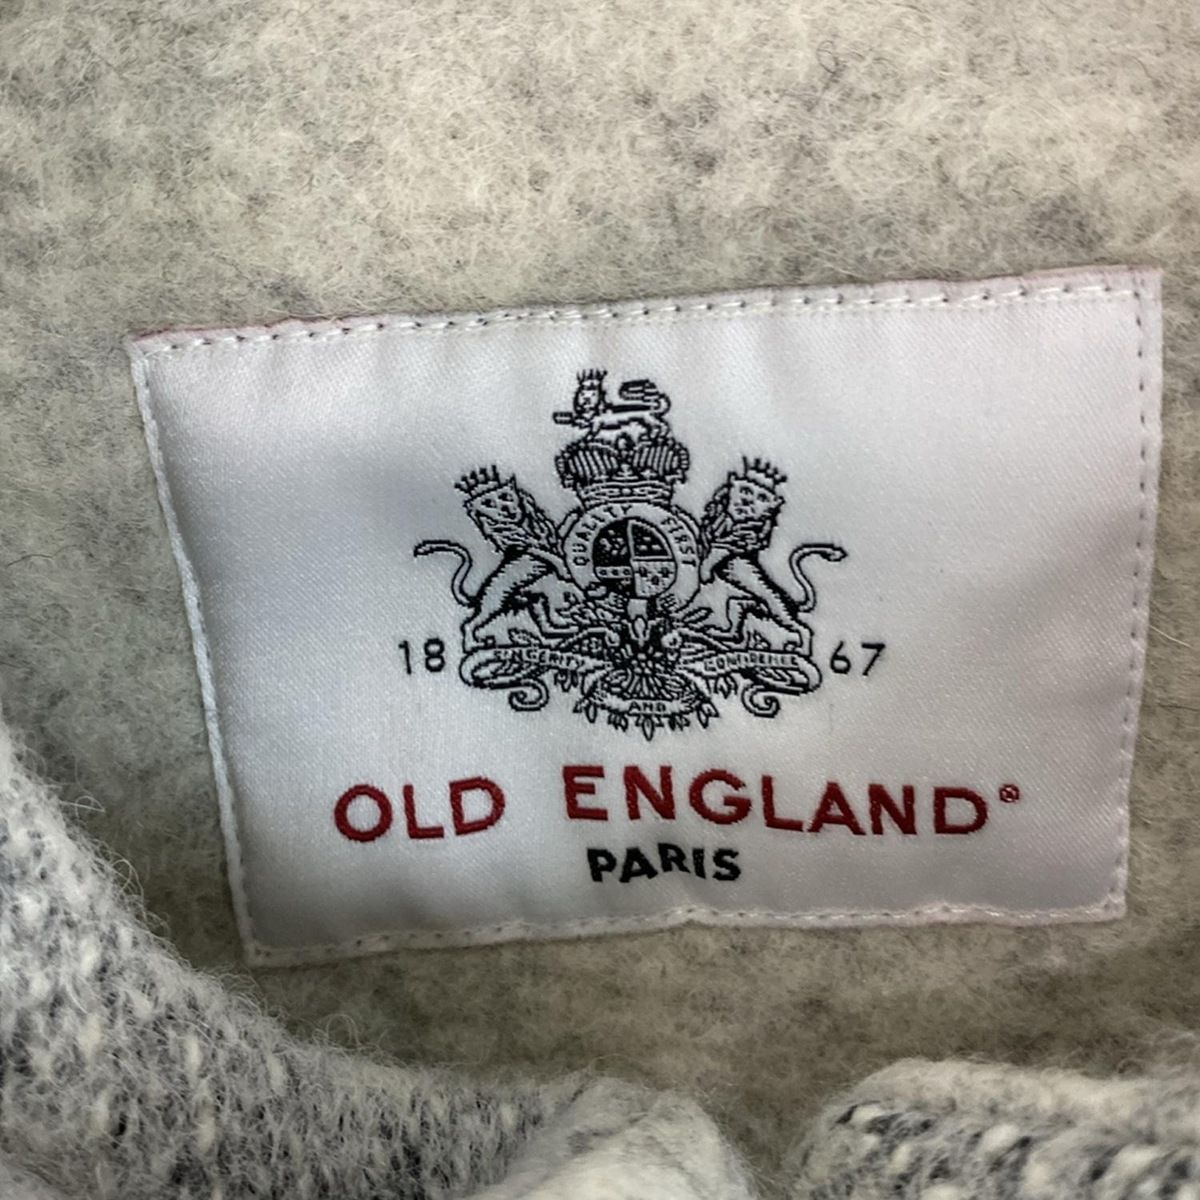 QUALITY FIRST
18 67
SINCERITY AND CONFIDENCE
OLD ENGLAND®
PARIS